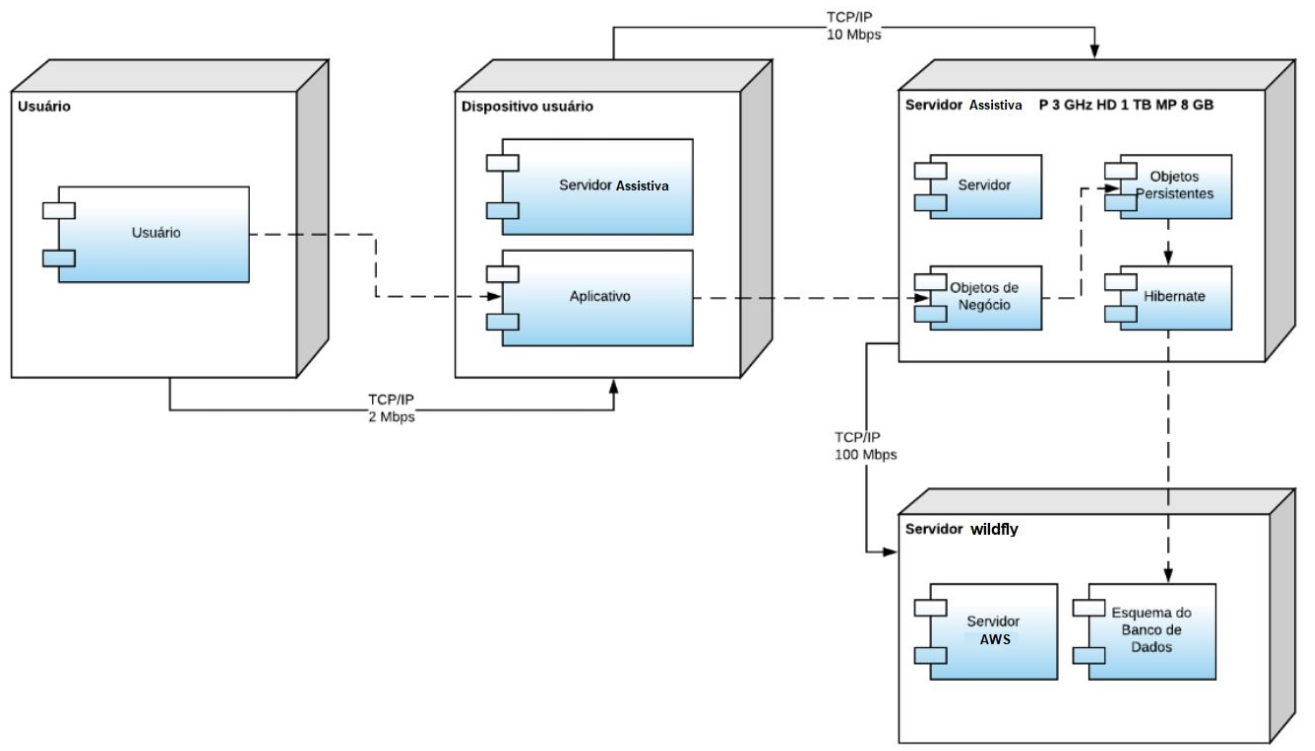 TCP/IP
10 Mbps
Usuário
Dispositivo usuário
Servidor Assistiva P 3 GHz HD 1 TB MP 8 GB
Usuário
Servidor Assistiva
Aplicativo
Servidor
Objetos
Persistentes
Objetos de
Negócio
Hibernate
TCP/IP
2 Mbps
TCP/IP
100 Mbps
Servidor wildfly
Servidor
AWS
Esquema do
Banco de
Dados